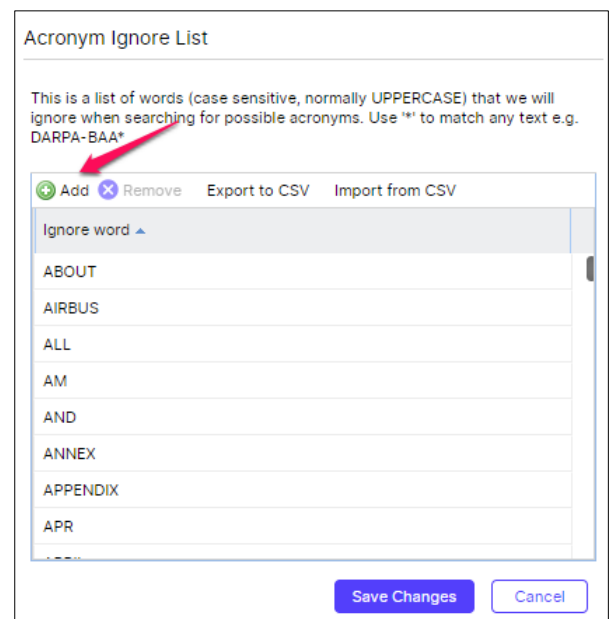 Acronym Ignore List
This is a list of words (case sensitive, normally UPPERCASE) that we will
ignore when searching for possible acronyms. Use '*' to match any text e.g.
DARPA-BAA*
Add Remove Export to CSV Import from CSV
Ignore word
ABOUT
AIRBUS
ALL
AM
AND
ANNEX
APPENDIX
APR
Save Changes Cancel